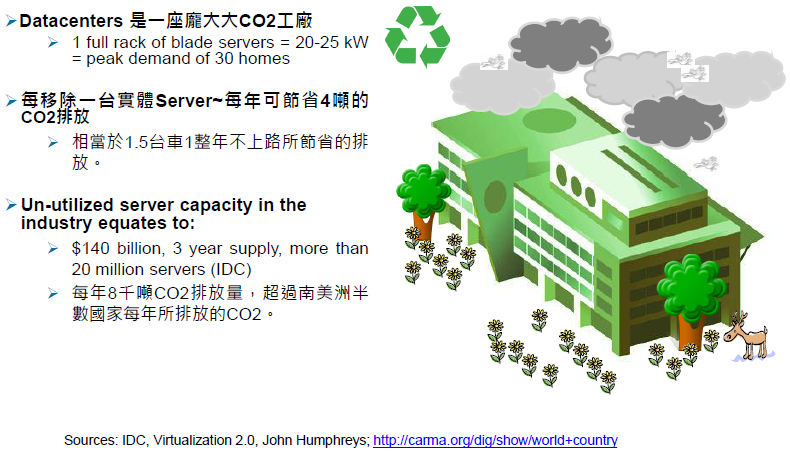 Datacenters 是一座龐大大CO2工廠
1 full rack of blade servers = 20-25 kW
= peak demand of 30 homes
每移除一台實體Server~每年可節省4噸的
CO2排放
相當於1.5台車1整年不上路所節省的排
放。
Un-utilized server capacity in the
industry equates to:
$140 billion, 3 year supply, more than
20 million servers (IDC)
每年8千噸CO2排放量，超過南美洲半
數國家每年所排放的CO2。
Sources: IDC, Virtualization 2.0, John Humphreys; http://carma.org/dig/show/world+country